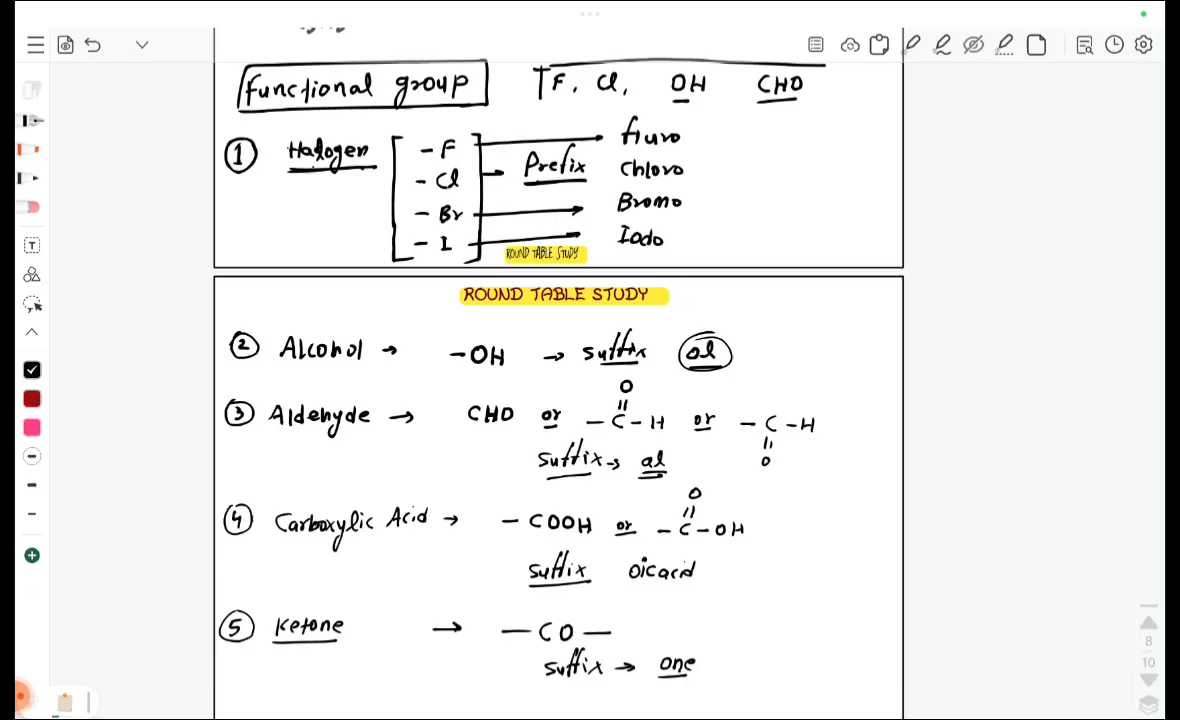 Functional group F, Cl, OH CHO
① Halogen - F Prefix fluro
- Cl Chloro
- Br Bromo
- I Iodo
ROUND TABLE STUDY
ROUND TABLE STUDY
② Alcohol → -OH → suffix ol
③ Aldehyde → CHO or - C - H or - C - H
O
O
suffix → al
④ Carboxylic Acid → - COOH or - C - OH
O
suffix oicacid
⑤ Ketone → - CO -
suffix → one
8
10